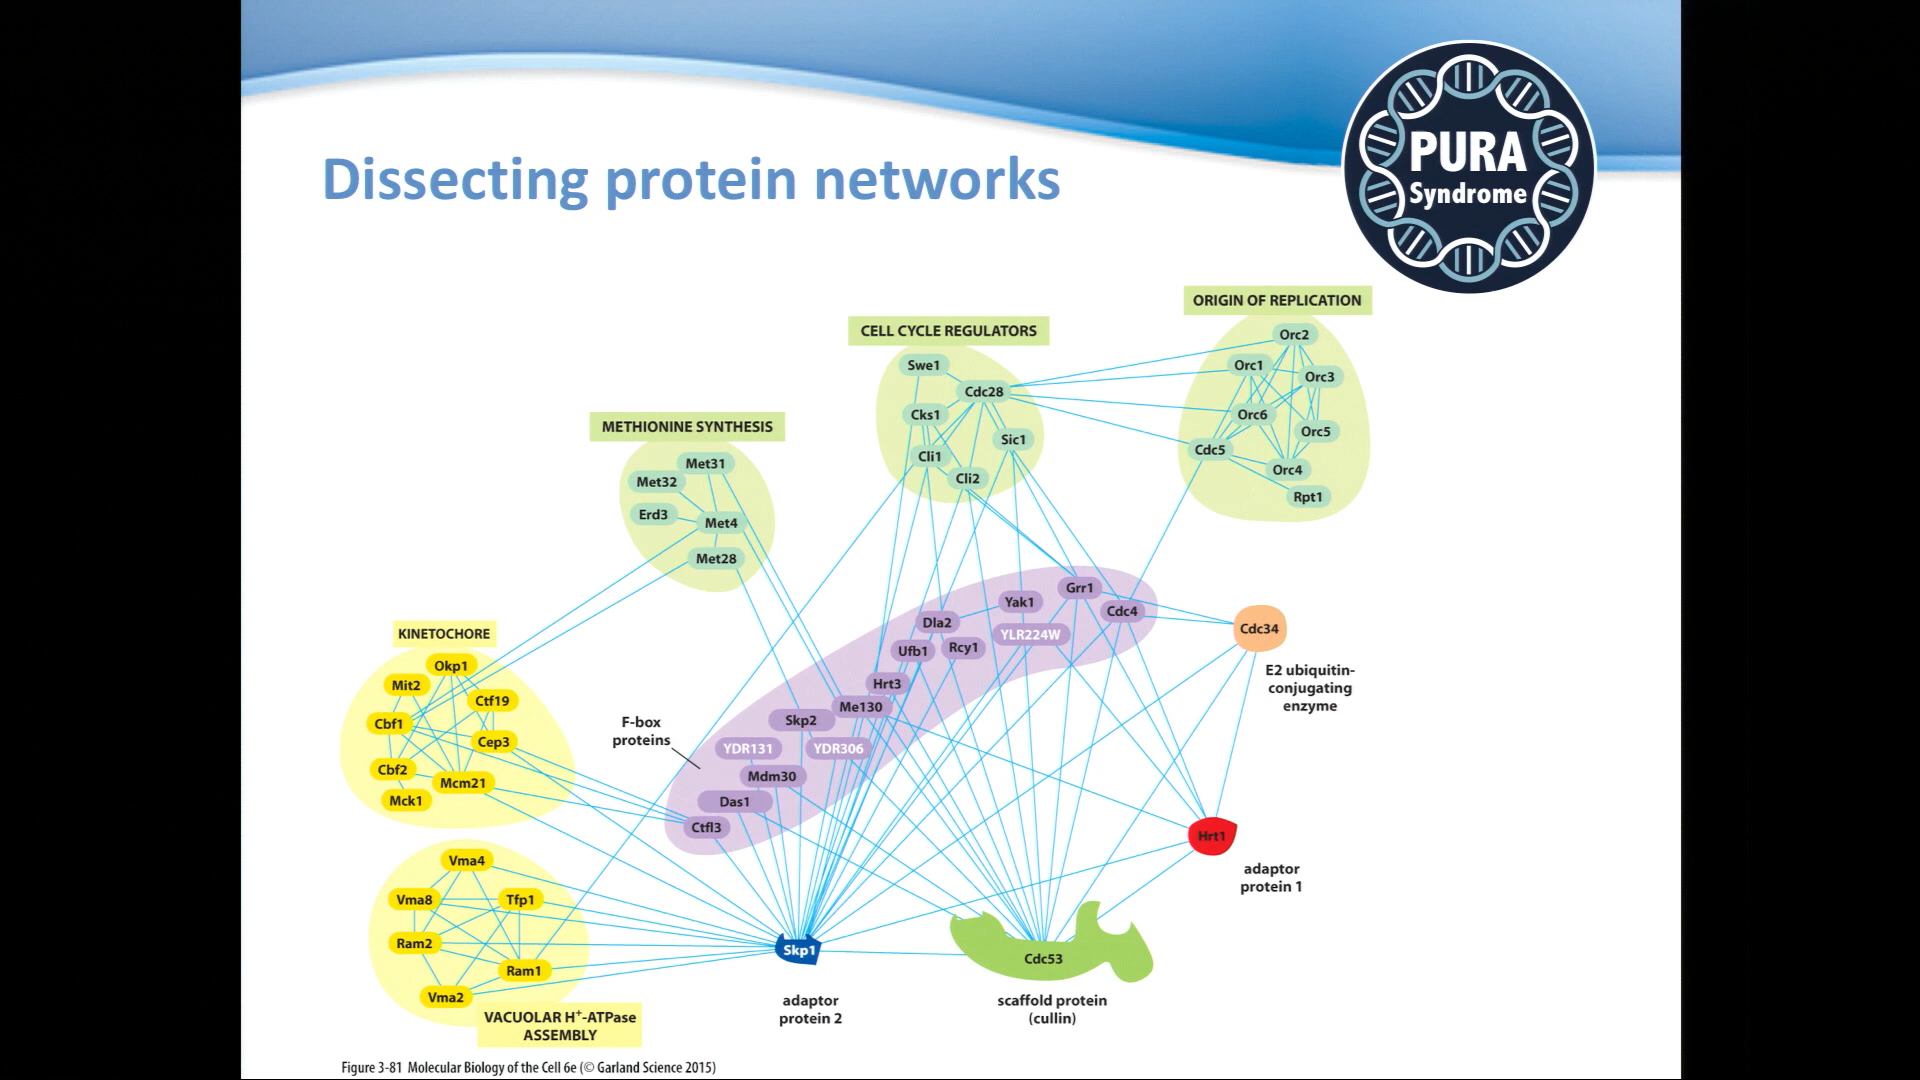 PURA
Syndrome
Dissecting protein networks
ORIGIN OF REPLICATION
Orc2
Orc1
Orc3
Orc6
Orc5
Cdc5
Orc4
Rpt1
CELL CYCLE REGULATORS
Swe1
Cdc28
Cks1
Sic1
Cli1
Cli2
METHIONINE SYNTHESIS
Met31
Met32
Erd3
Met4
Met28
KINETOCHORE
Okp1
Mit2
Ctf19
Cbf1
Cep3
Cbf2
Mcm21
Mck1
F-box
proteins
Grr1
Yak1
Cdc4
Dla2
YLR224W
Ufb1
Rcy1
Hrt3
Me130
Skp2
YDR131
YDR306
Mdm30
Das1
Ctfl3
Cdc34
E2 ubiquitin-
conjugating
enzyme
Hrt1
adaptor
protein 1
Vma4
Vma8
Tfp1
Ram2
Ram1
Vma2
VACUOLAR H⁺-ATPase
ASSEMBLY
Skp1
adaptor
protein 2
Cdc53
scaffold protein
(cullin)
Figure 3-81 Molecular Biology of the Cell 6e (© Garland Science 2015)